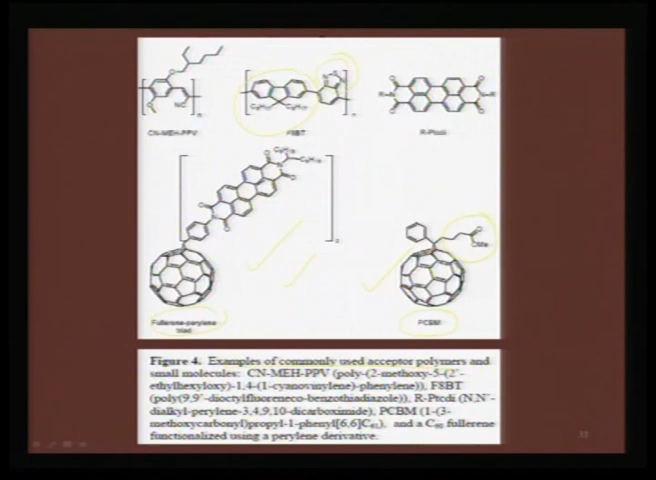 CN-MEH-PPV
F8BT
R-Ptcdi
Fullerene-perylene
triad
PCBM
OMe
Figure 4. Examples of commonly used acceptor polymers and
small molecules: CN-MEH-PPV (poly-(2-methoxy-5-(2'-
ethylhexyloxy)-1,4-(1-cyanovinylene)-phenylene)), F8BT
(poly(9,9'-dioctylfluoreneco-benzothiadiazole)), R-Ptcdi (N,N'-
dialkyl-perylene-3,4,9,10-dicarboximide), PCBM (1-(3-
methoxycarbonyl)propyl-1-phenyl[6,6]C61), and a C60 fullerene
functionalized using a perylene derivative.